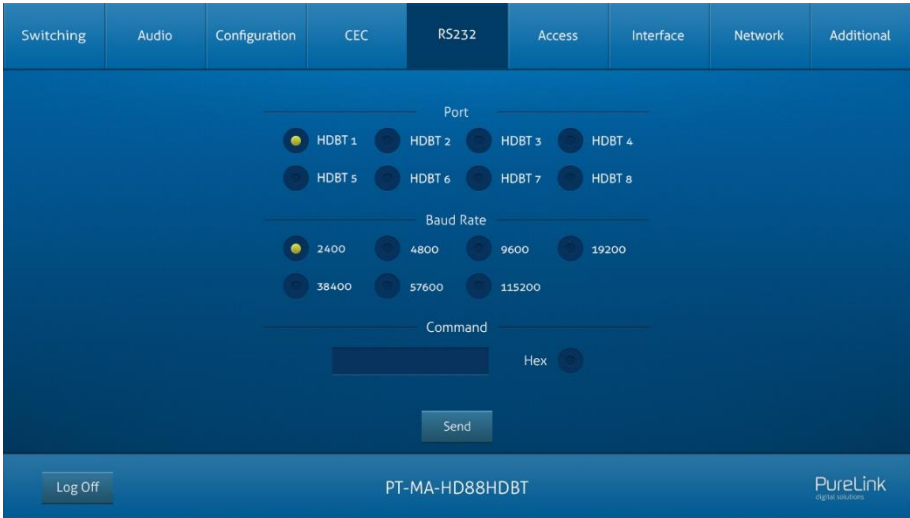 Switching Audio Configuration CEC RS232 Access Interface Network Additional
Port
HDBT 1 HDBT 2 HDBT 3 HDBT 4
HDBT 5 HDBT 6 HDBT 7 HDBT 8
Baud Rate
2400 4800 9600 19200
38400 57600 115200
Command
Hex
Send
Log Off PT-MA-HD88HDBT PureLink
digital solutions